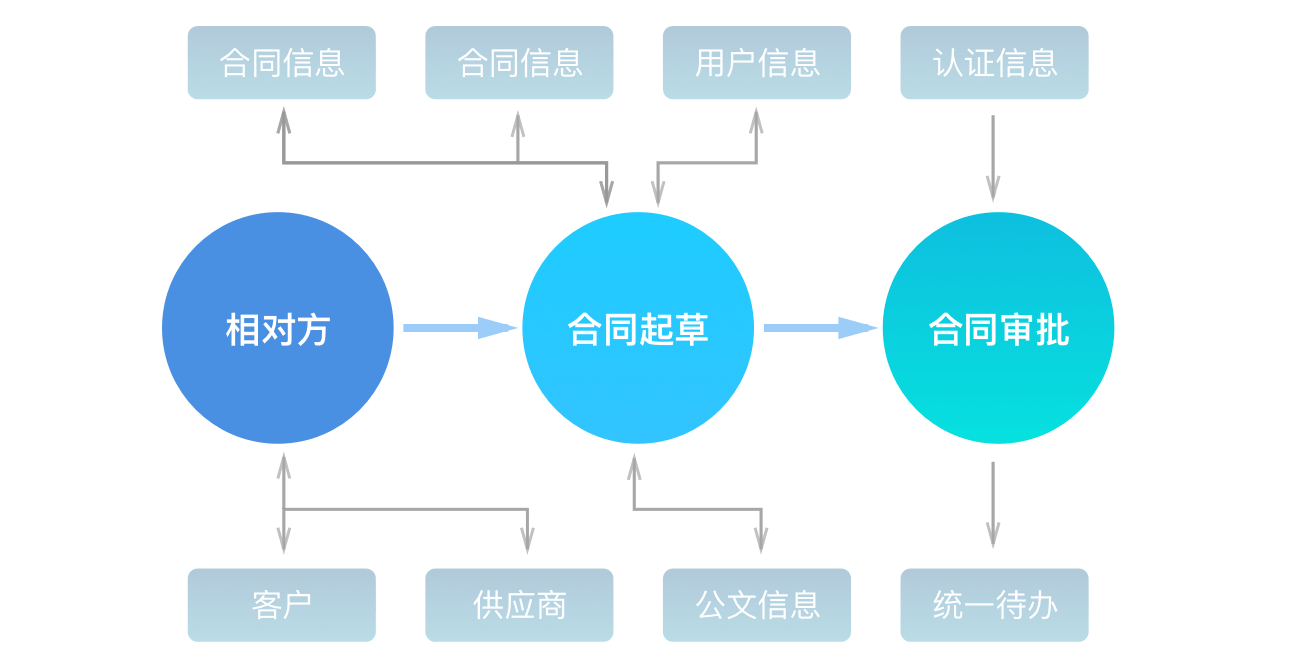 合同信息
合同信息
用户信息
认证信息
相对方
合同起草
合同审批
客户
供应商
公文信息
统一待办